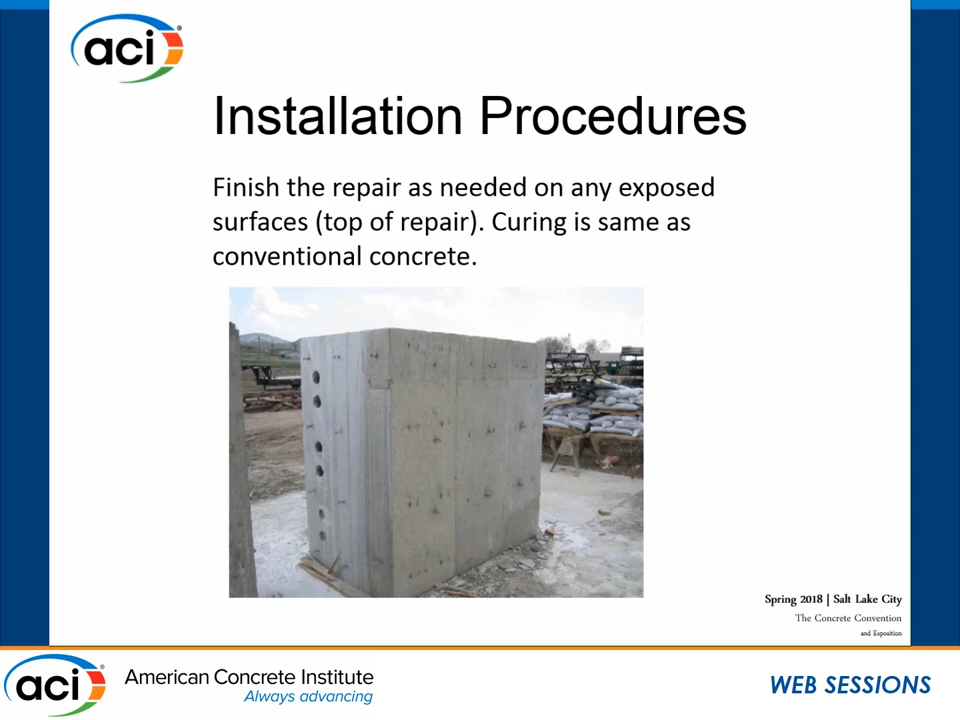 aci®
Installation Procedures
Finish the repair as needed on any exposed
surfaces (top of repair). Curing is same as
conventional concrete.
Spring 2018 | Salt Lake City
The Concrete Convention
and Exposition
aci®
American Concrete Institute
Always advancing
WEB SESSIONS